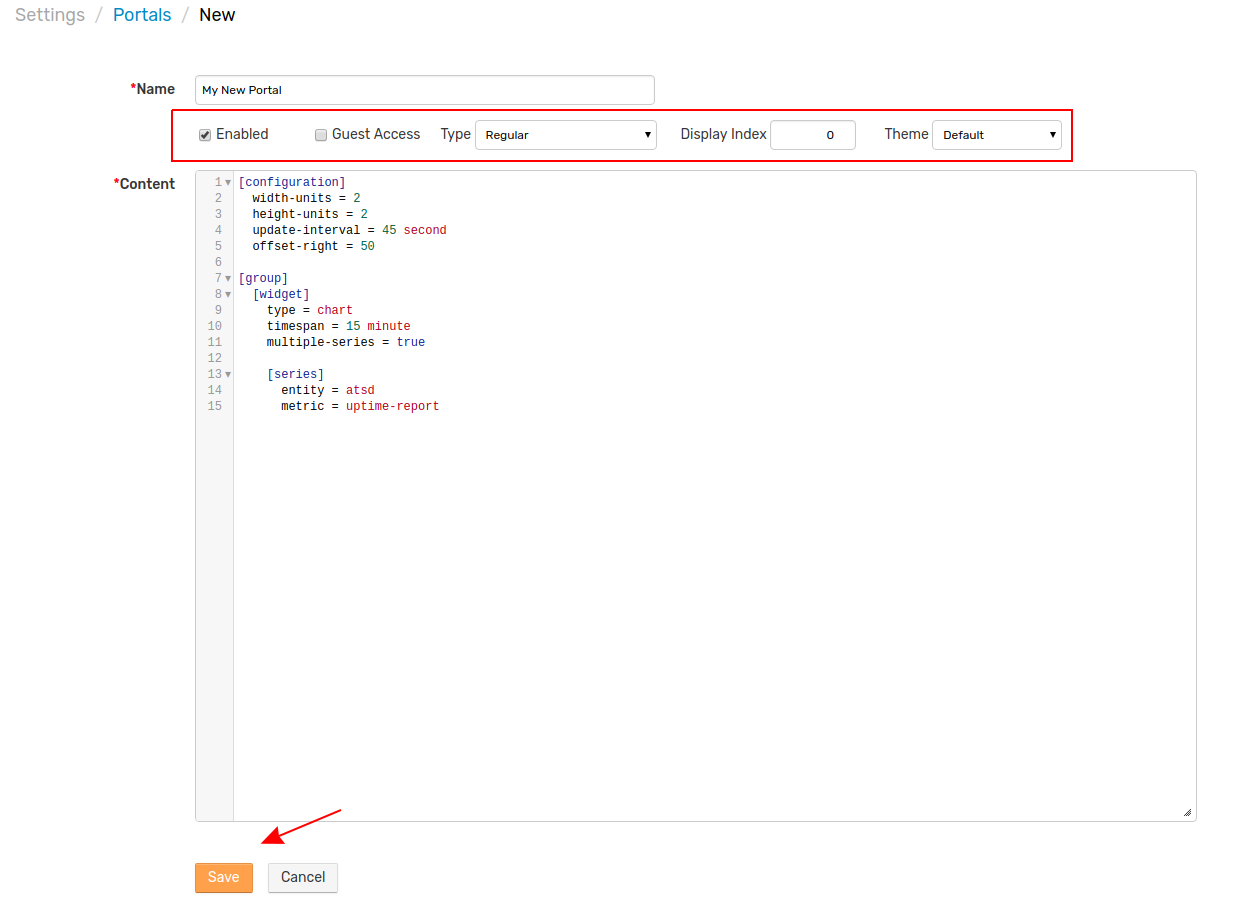 Settings / Portals / New
*Name My New Portal
Enabled Guest Access Type Regular Display Index 0 Theme Default
*Content
1 [configuration]
2 width-units = 2
3 height-units = 2
4 update-interval = 45 second
5 offset-right = 50
6
7 [group]
8 [widget]
9 type = chart
10 timespan = 15 minute
11 multiple-series = true
12
13 [series]
14 entity = atsd
15 metric = uptime-report
Save Cancel